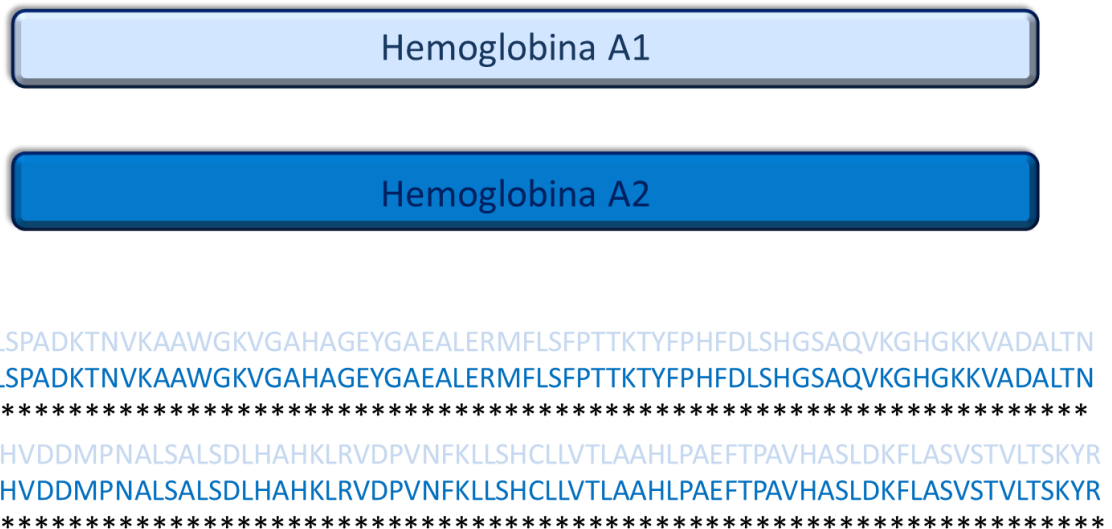 Hemoglobina A1
Hemoglobina A2
LSPADKTNVKAAWGKVGAHAGEYGAEALERMFLSFPTTKTYFPHFDLSHGSAQVKGHGKKVADALTN
LSPADKTNVKAAWGKVGAHAGEYGAEALERMFLSFPTTKTYFPHFDLSHGSAQVKGHGKKVADALTN
*******************************************************************
HVDDMPNALSALSDLHAHKLRVDPVNFKLLSHCLLVTLAAHLPAEFTPAVHASLDKFLASVSTVLTSKYR
HVDDMPNALSALSDLHAHKLRVDPVNFKLLSHCLLVTLAAHLPAEFTPAVHASLDKFLASVSTVLTSKYR
**********************************************************************